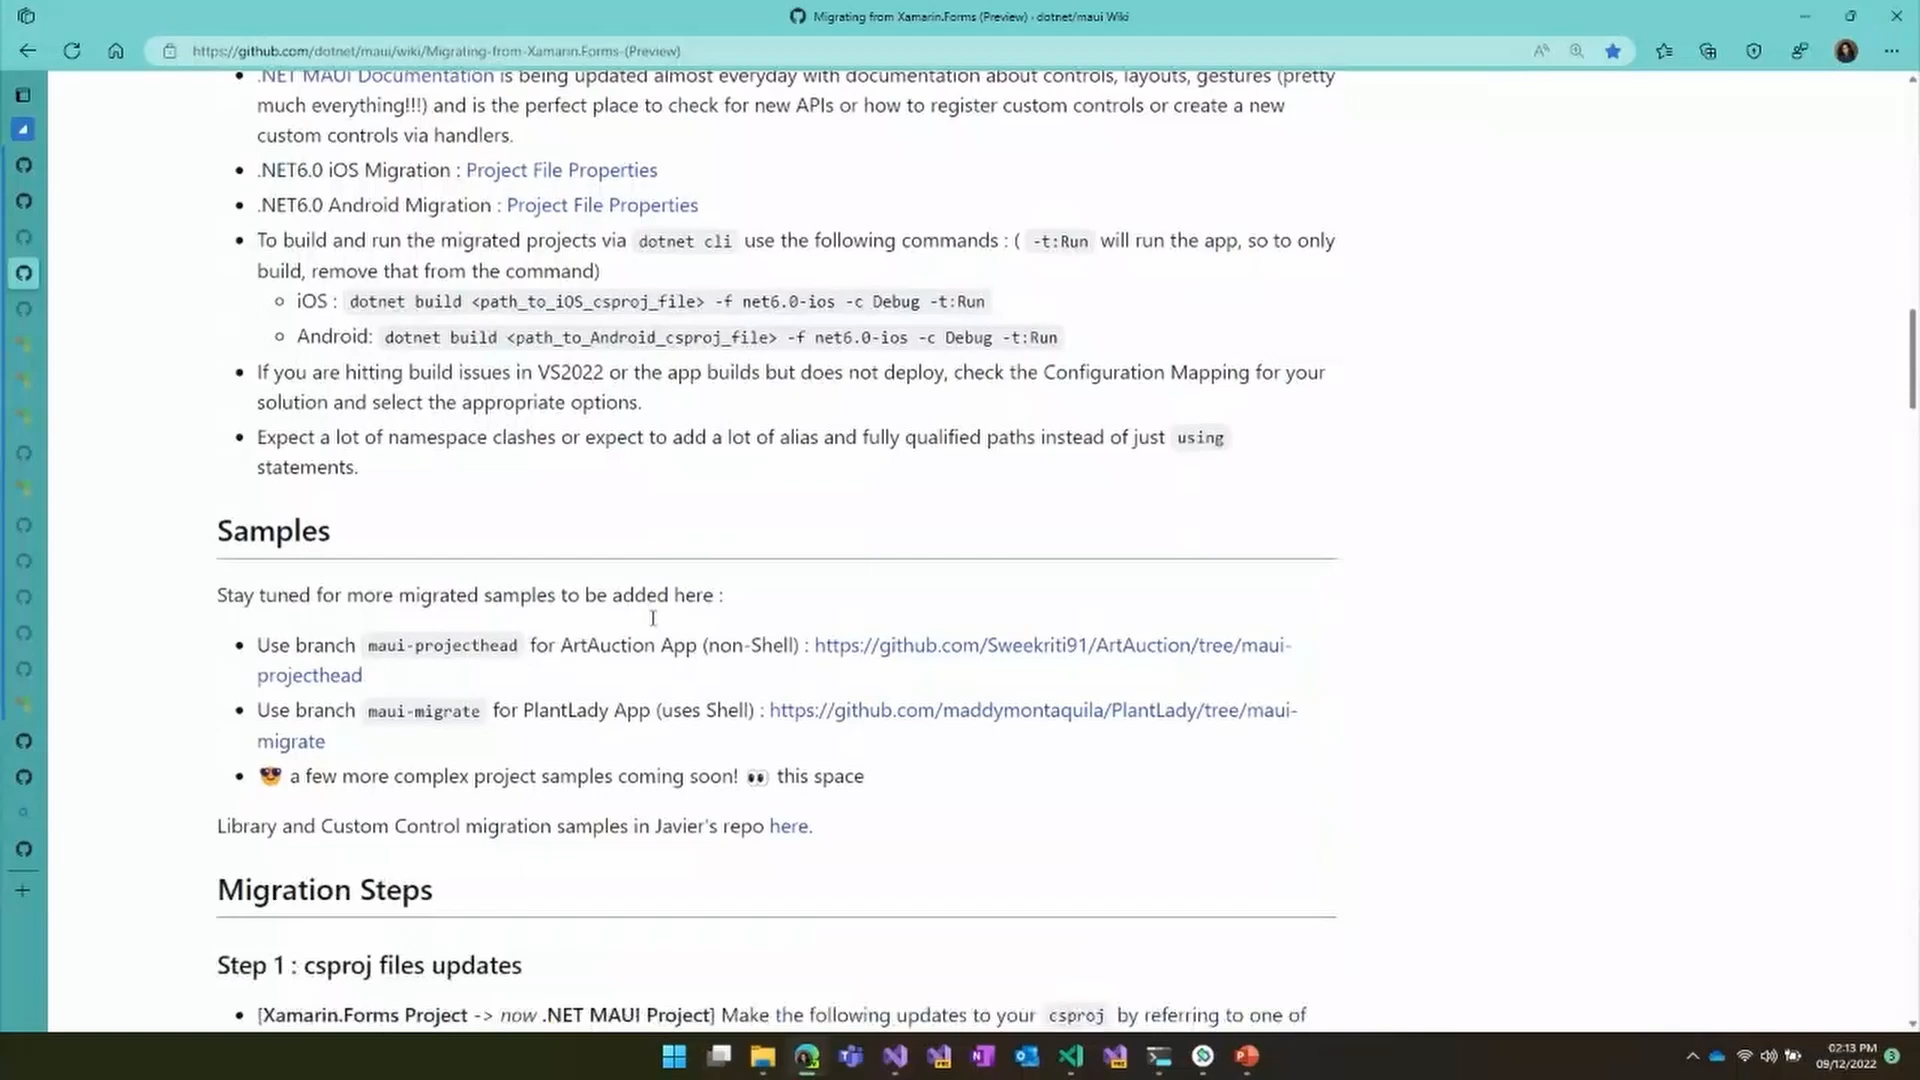 Migrating from Xamarin.Forms (Preview) · dotnet/maui Wiki
https://github.com/dotnet/maui/wiki/Migrating-from-Xamarin.Forms-(Preview)
.NET MAUI Documentation is being updated almost everyday with documentation about controls, layouts, gestures (pretty
much everything!!!) and is the perfect place to check for new APIs or how to register custom controls or create a new
custom controls via handlers.
.NET6.0 iOS Migration : Project File Properties
.NET6.0 Android Migration : Project File Properties
To build and run the migrated projects via dotnet cli use the following commands : ( -t:Run will run the app, so to only
build, remove that from the command)
iOS : dotnet build <path_to_iOS_csproj_file> -f net6.0-ios -c Debug -t:Run
Android: dotnet build <path_to_Android_csproj_file> -f net6.0-ios -c Debug -t:Run
If you are hitting build issues in VS2022 or the app builds but does not deploy, check the Configuration Mapping for your
solution and select the appropriate options.
Expect a lot of namespace clashes or expect to add a lot of alias and fully qualified paths instead of just using
statements.
Samples
Stay tuned for more migrated samples to be added here :
Use branch maui-projecthead for ArtAuction App (non-Shell) : https://github.com/Sweekriti91/ArtAuction/tree/maui-
projecthead
Use branch maui-migrate for PlantLady App (uses Shell) : https://github.com/maddymontaquila/PlantLady/tree/maui-
migrate
😎 a few more complex project samples coming soon! 👀 this space
Library and Custom Control migration samples in Javier's repo here.
Migration Steps
Step 1 : csproj files updates
[Xamarin.Forms Project -> now .NET MAUI Project] Make the following updates to your csproj by referring to one of
02:13 PM
09/12/2022
3